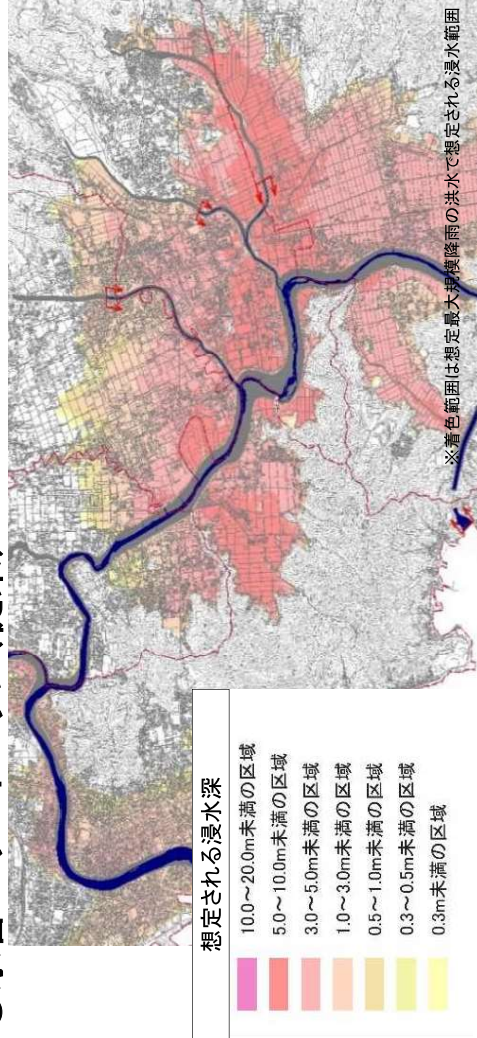 想定される浸水深
10.0～20.0m未満の区域
5.0～10.0m未満の区域
3.0～5.0m未満の区域
1.0～3.0m未満の区域
0.5～1.0m未満の区域
0.3～0.5m未満の区域
0.3m未満の区域
※着色範囲は想定最大規模降雨の洪水で想定される浸水範囲